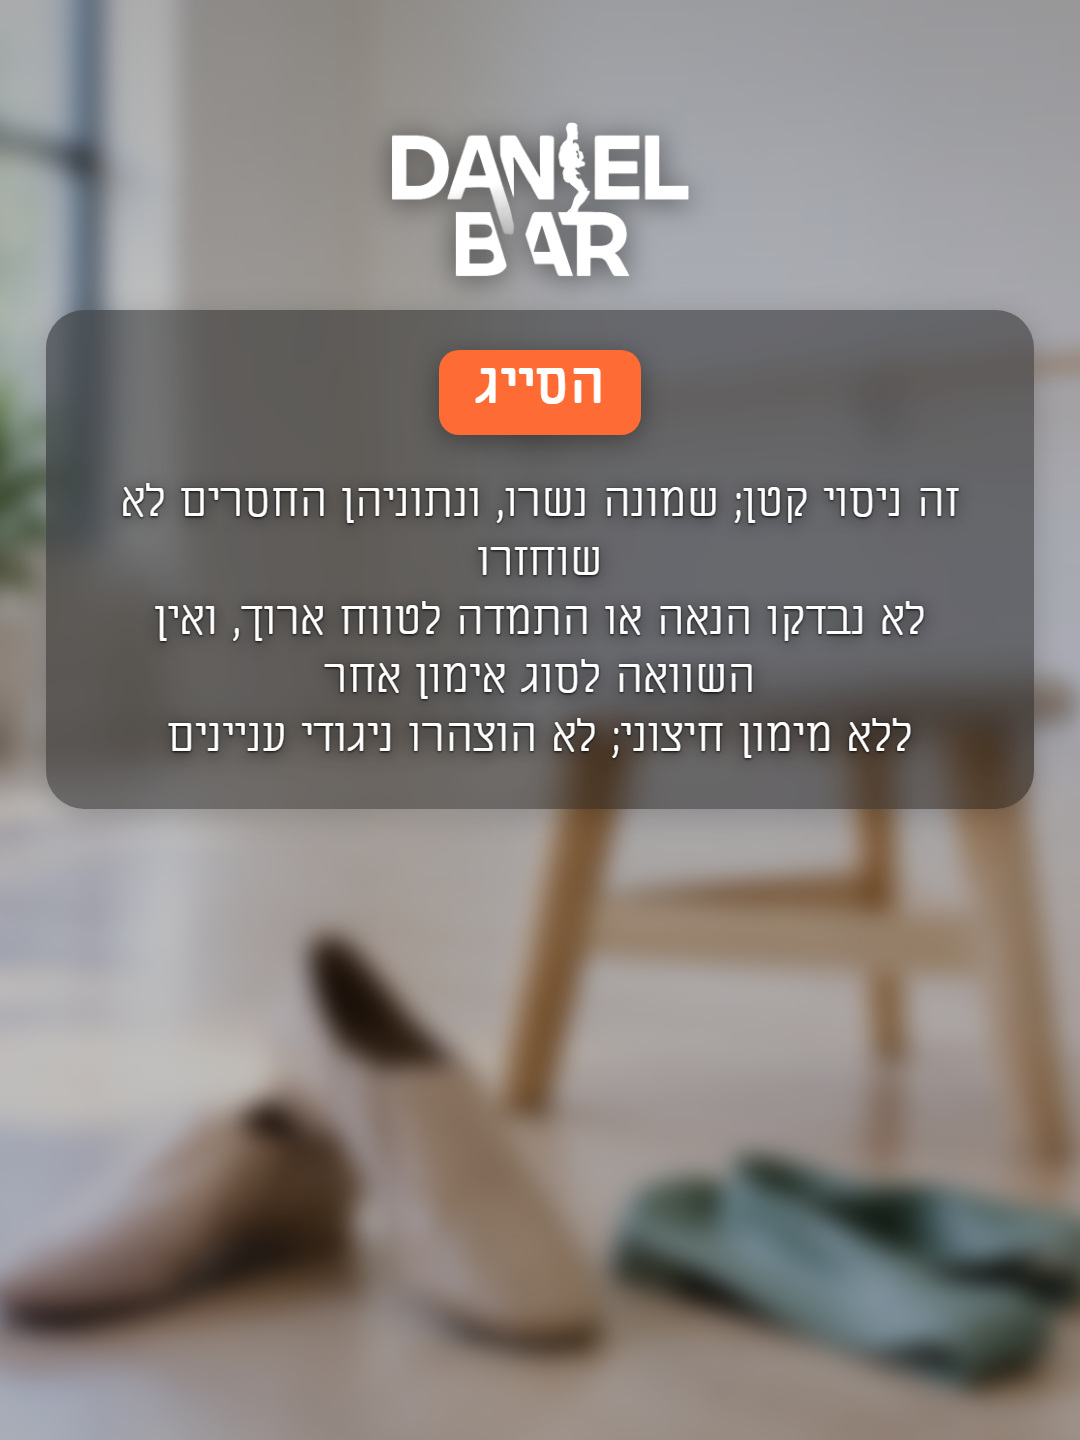 DANIEL
BAR
הסייג
זה ניסוי קטן; שמונה נשרו, ונתוניהן החסרים לא
שוחזרו
לא נבדקו הנאה או התמדה לטווח ארוך, ואין
השוואה לסוג אימון אחר
ללא מימון חיצוני; לא הוצהרו ניגודי עניינים